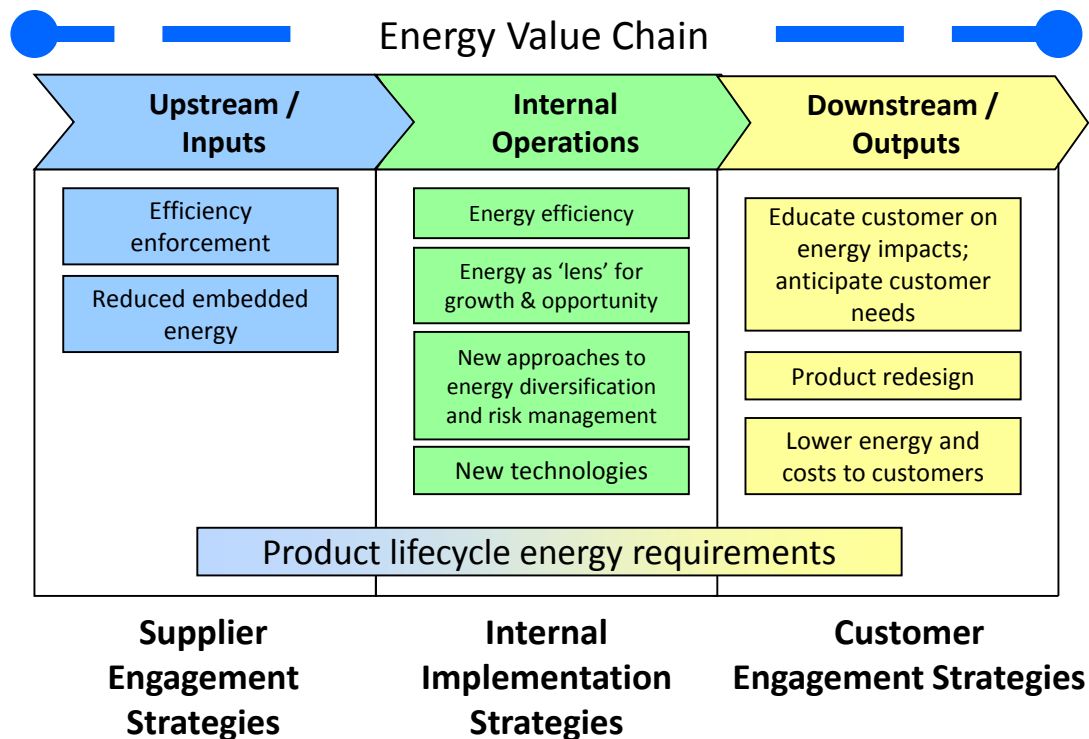 Energy Value Chain
Upstream /
Inputs
Internal
Operations
Downstream /
Outputs
Efficiency
enforcement
Reduced embedded
energy
Energy efficiency
Energy as ‘lens’ for
growth & opportunity
New approaches to
energy diversification
and risk management
New technologies
Educate customer on
energy impacts;
anticipate customer
needs
Product redesign
Lower energy and
costs to customers
Product lifecycle energy requirements
Supplier
Engagement
Strategies
Internal
Implementation
Strategies
Customer
Engagement Strategies